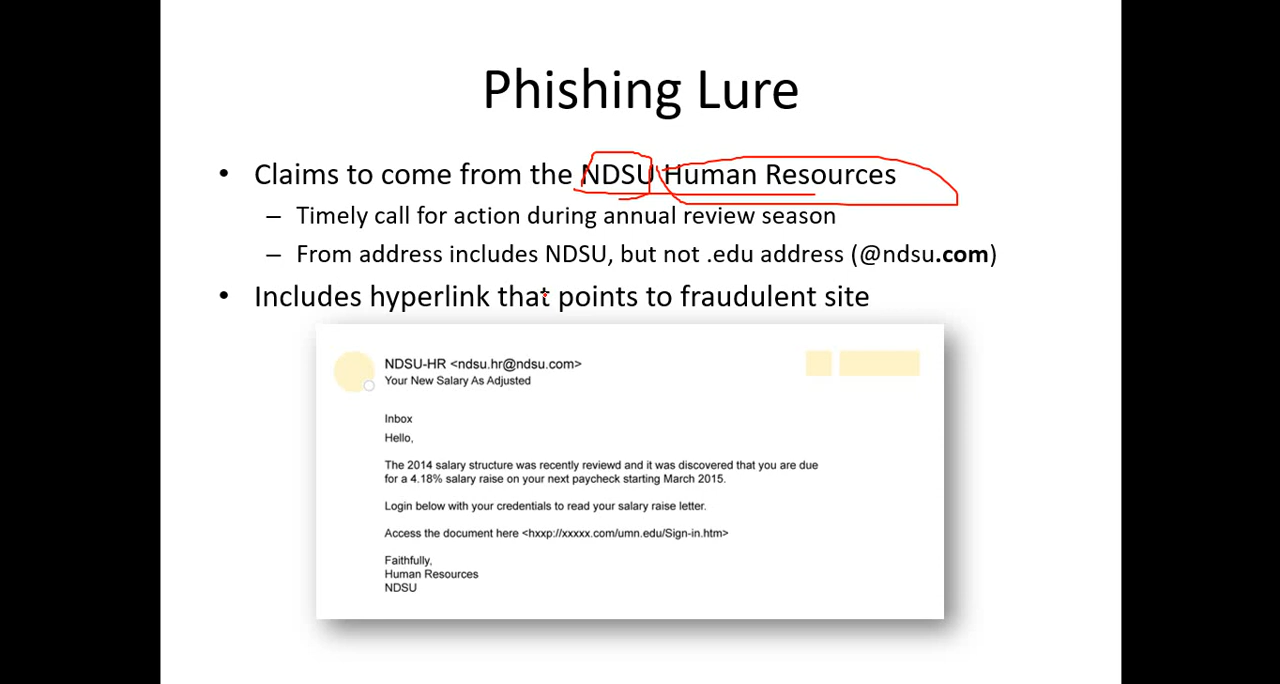 Phishing Lure
• Claims to come from the NDSU Human Resources
– Timely call for action during annual review season
– From address includes NDSU, but not .edu address (@ndsu.com)
• Includes hyperlink that points to fraudulent site
NDSU-HR <ndsu.hr@ndsu.com>
Your New Salary As Adjusted
Inbox
Hello,
The 2014 salary structure was recently reviewd and it was discovered that you are due
for a 4.18% salary raise on your next paycheck starting March 2015.
Login below with your credentials to read your salary raise letter.
Access the document here <hxxp://xxxxx.com/umn.edu/Sign-in.htm>
Faithfully,
Human Resources
NDSU